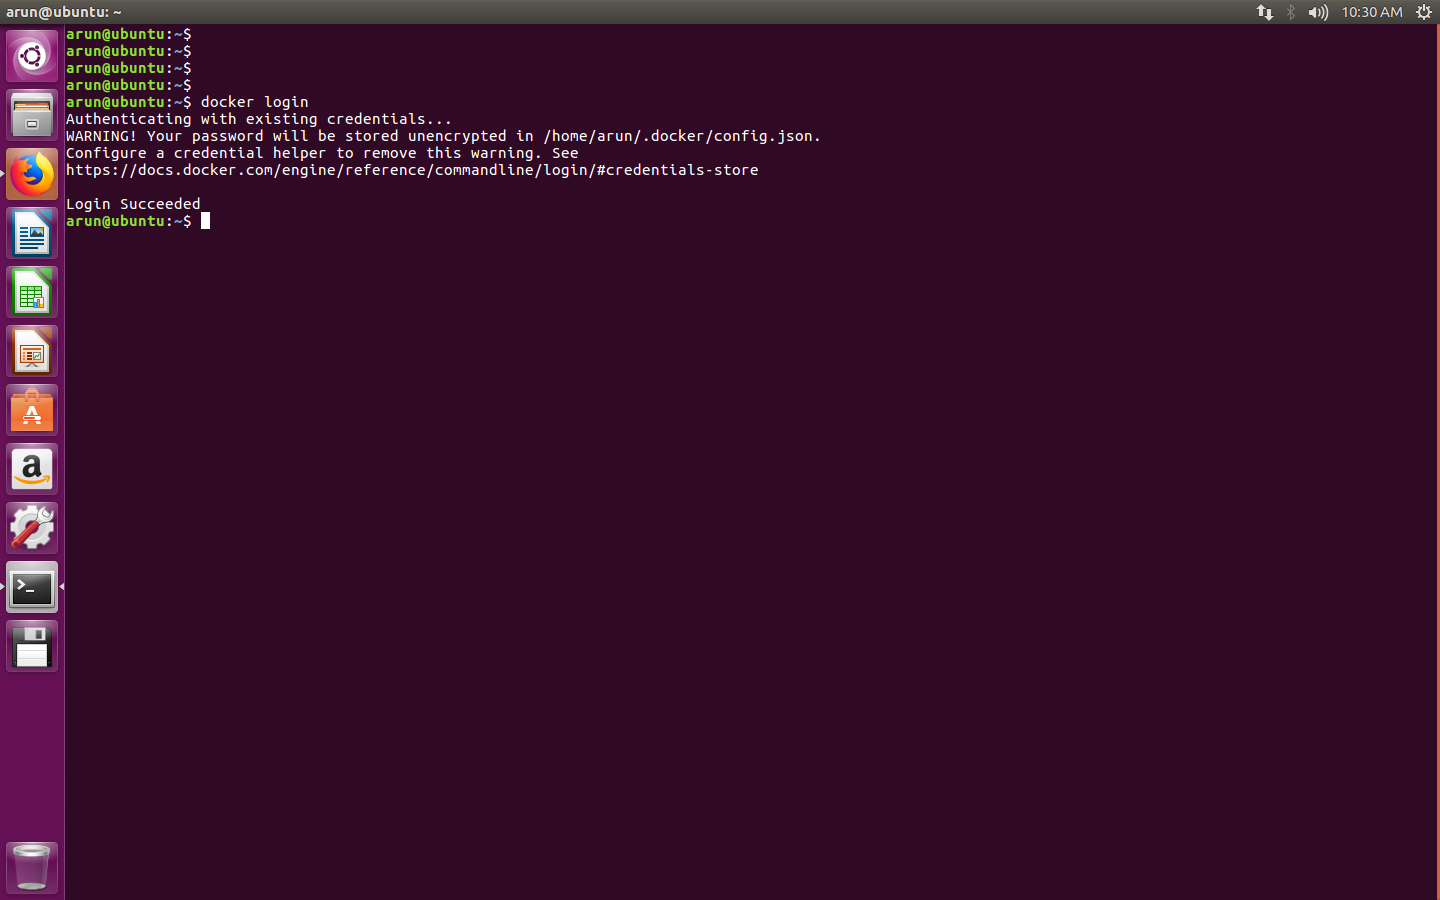 arun@ubuntu: ~
10:30 AM
arun@ubuntu:~$
arun@ubuntu:~$
arun@ubuntu:~$
arun@ubuntu:~$
arun@ubuntu:~$ docker login
Authenticating with existing credentials...
WARNING! Your password will be stored unencrypted in /home/arun/.docker/config.json.
Configure a credential helper to remove this warning. See
https://docs.docker.com/engine/reference/commandline/login/#credentials-store
Login Succeeded
arun@ubuntu:~$